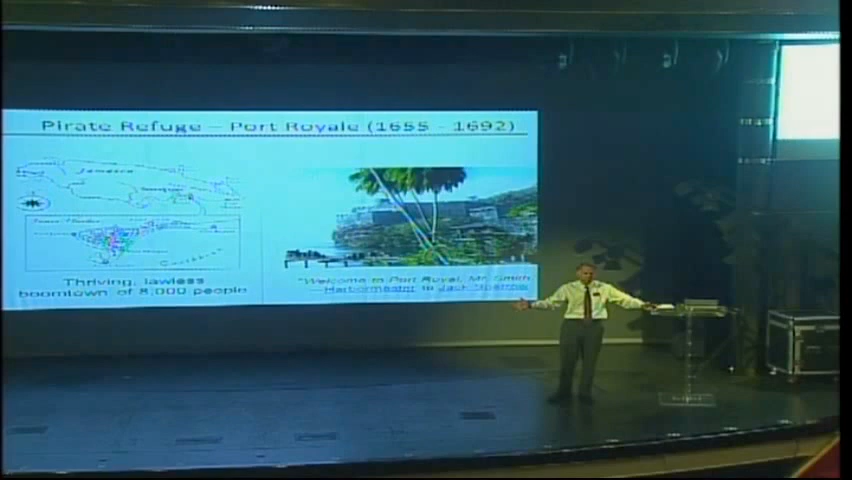 Pirate Refuge – Port Royale (1655 - 1692)
Jamaica
Thriving, lawless
boomtown of 8,000 people
"Welcome to Port Royal, Mr. Smith
Harbormaster to Jack Sparrow